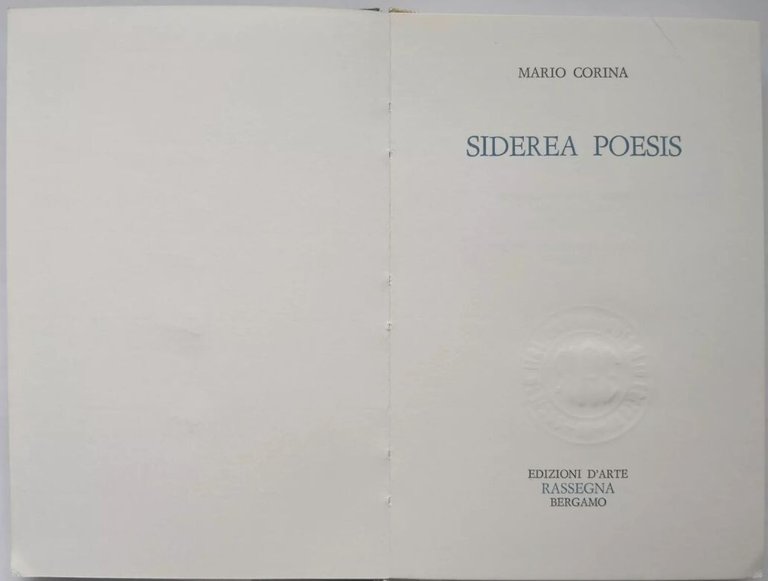 MARIO CORINA
SIDEREA POESIS
EDIZIONI D'ARTE
RASSEGNA
BERGAMO